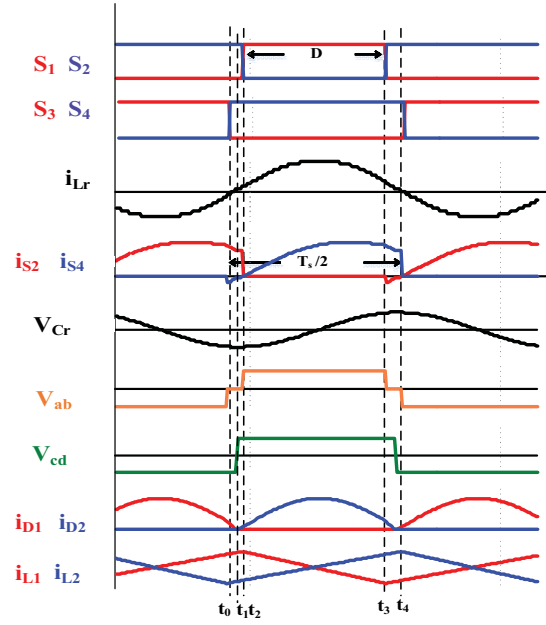 D
S1 S2
S3 S4
iLr
iS2 iS4
Ts/2
VCr
Vab
Vcd
iD1 iD2
iL1 iL2
t0 t1 t2 t3 t4